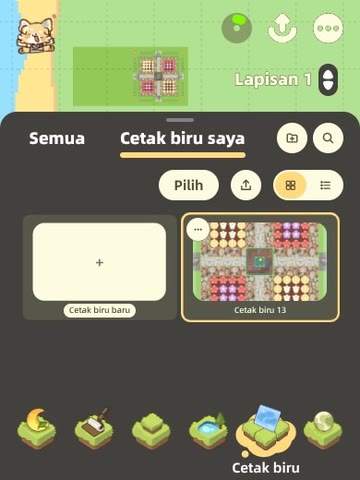 Lapisan 1
Semua
Cetak biru saya
Pilih
Cetak biru baru
Cetak biru 13
Cetak biru